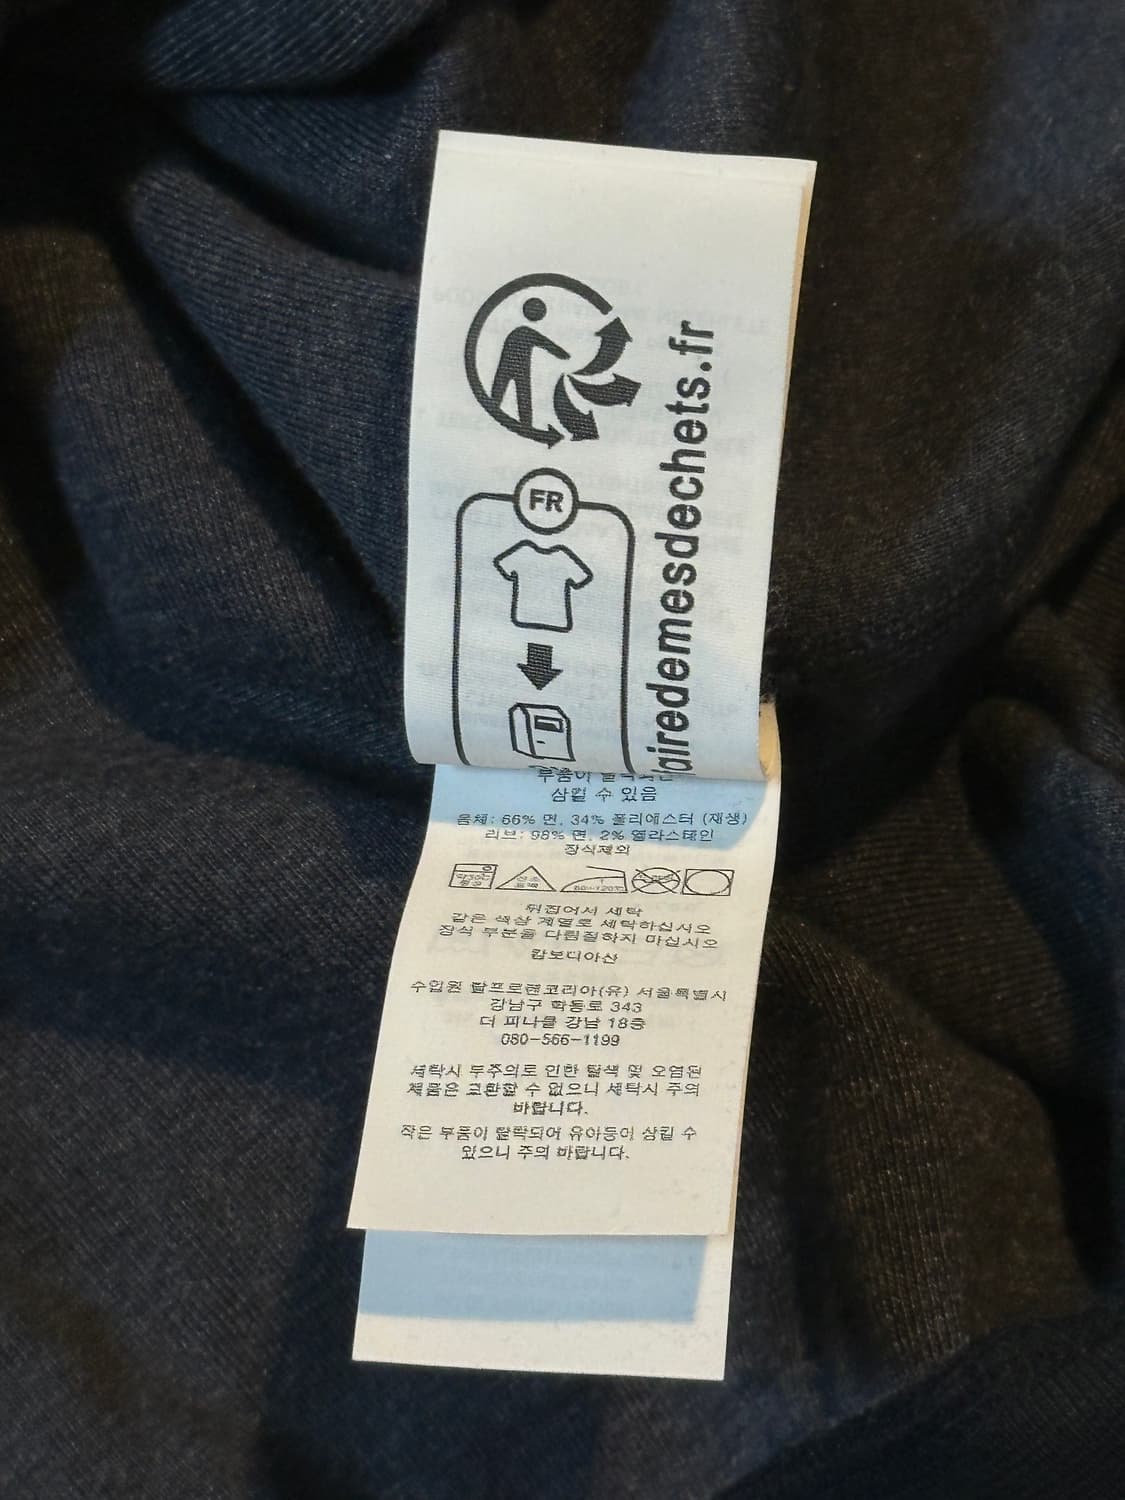 airedemesdechets.fr
FR
삼킬 수 있음
몸체: 66% 면, 34% 폴리에스터 (재생)
리브: 98% 면, 2% 엘라스테인
장식제외
뒤집어서 세탁
같은 색상 계열로 세탁하십시오
장식 부분을 다림질하지 마십시오
캄보디아산
수입원 랄프로렌코리아(유) 서울특별시
강남구 학동로 343
더 피나클 강남 18층
080-566-1199
세탁시 부주의로 인한 탈색 및 오염된
제품은 교환할 수 없으니 세탁시 주의
바랍니다.
작은 부품이 탈락되어 유아등이 삼킬 수
있으니 주의 바랍니다.